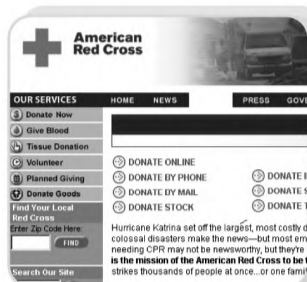 American
Red Cross
OUR SERVICES
HOME NEWS PRESS GOVE
Donate Now
Give Blood
Tissue Donation
Volunteer
Planned Giving
Donate Goods
Find Your Local
Red Cross
Enter Zip Code Here:
FIND
Search Our Site
DONATE ONLINE
DONATE BY PHONE
DONATE BY MAIL
DONATE STOCK
DONATE I
DONATE S
DONATE T
Hurricane Katrina set off the largest, most costly d
colossal disasters make the news—but most em
needing CPR may not be newsworthy, but they're
is the mission of the American Red Cross to be t
strikes thousands of people at once...or one famil